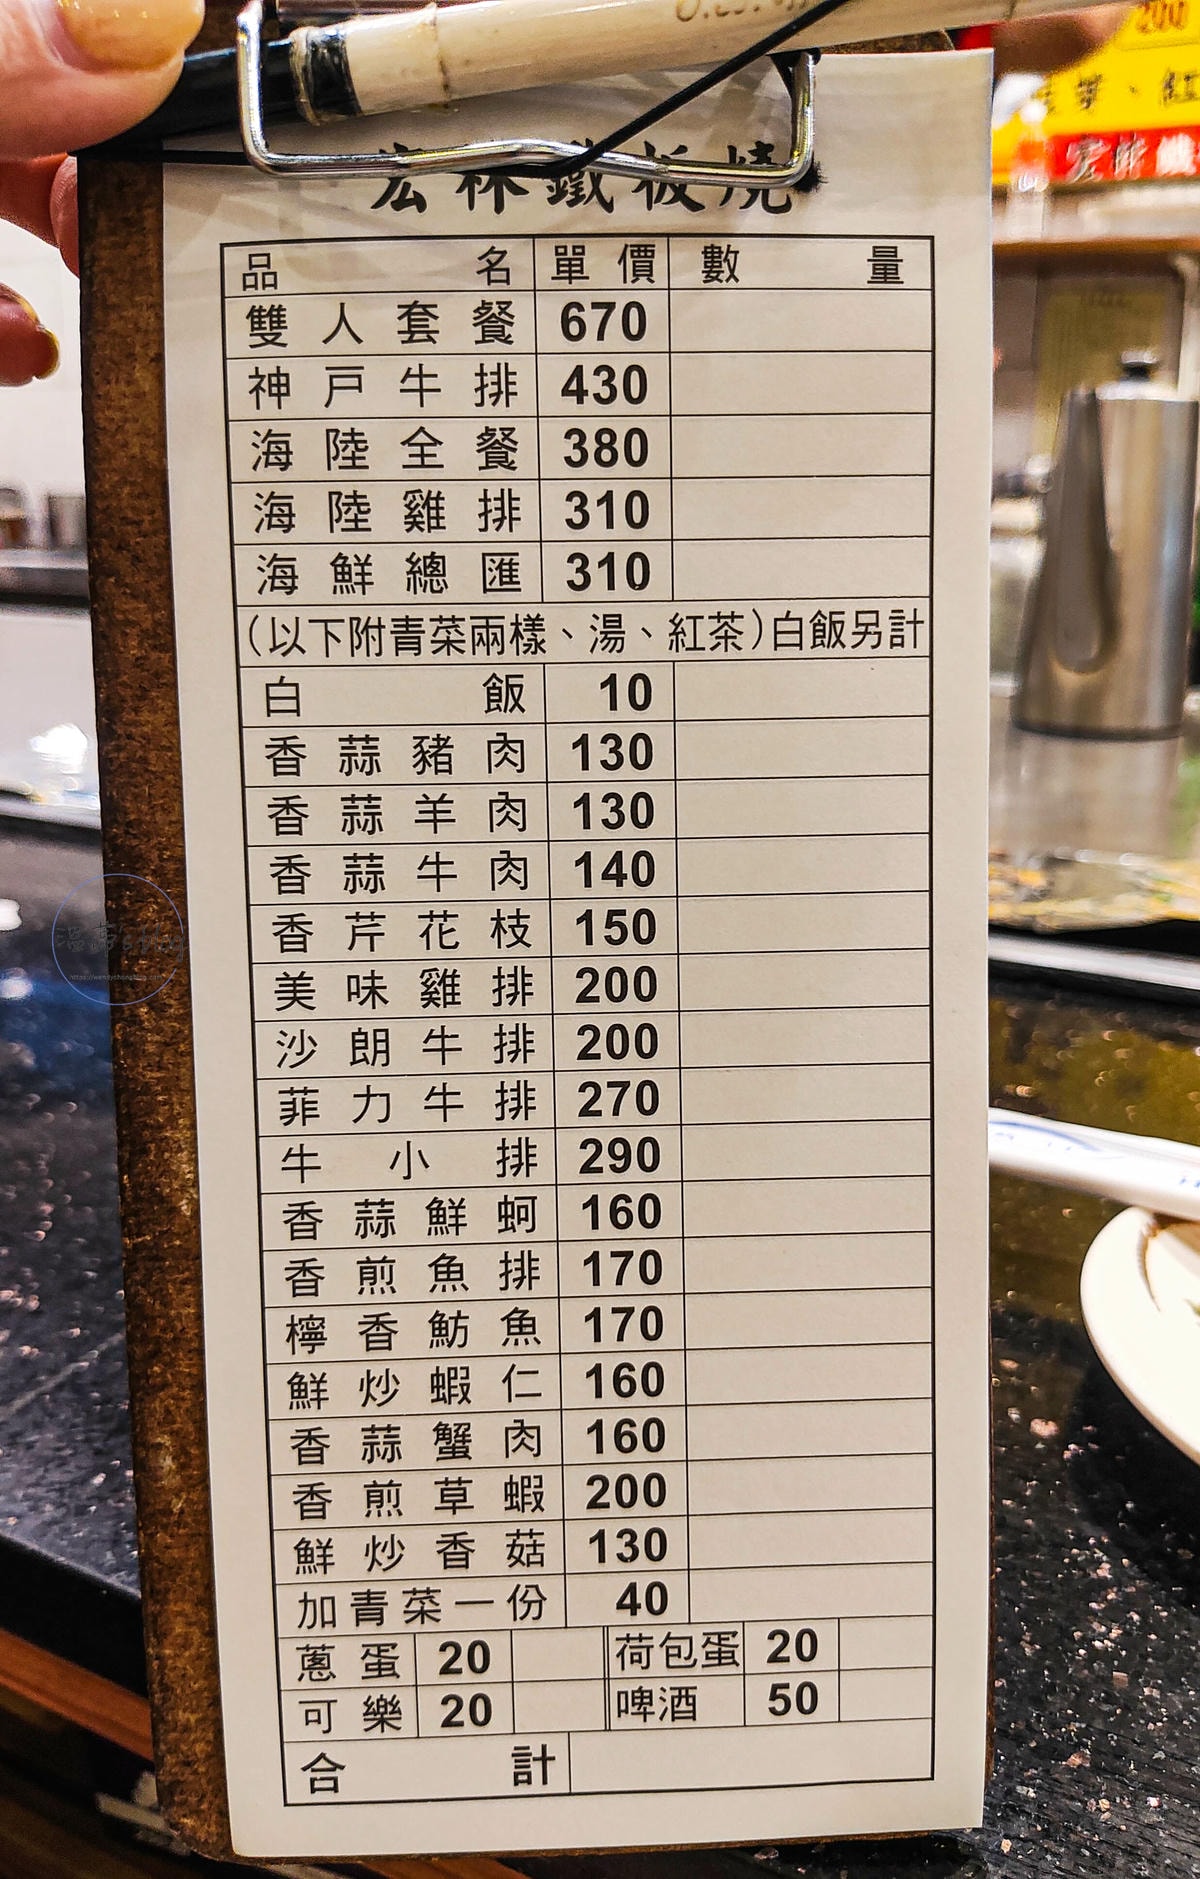 200
紅
宏林鐵板燒
宏林鐵
品名 單價 數量
雙人套餐 670
神戶牛排 430
海陸全餐 380
海陸雞排 310
海鮮總匯 310
(以下附青菜兩樣、湯、紅茶)白飯另計
白飯 10
香蒜豬肉 130
香蒜羊肉 130
香蒜牛肉 140
香芹花枝 150
美味雞排 200
沙朗牛排 200
菲力牛排 270
牛小排 290
香蒜鮮蚵 160
香煎魚排 170
檸香魴魚 170
鮮炒蝦仁 160
香蒜蟹肉 160
香煎草蝦 200
鮮炒香菇 130
加青菜一份 40
蔥蛋 20 荷包蛋 20
可樂 20 啤酒 50
合計